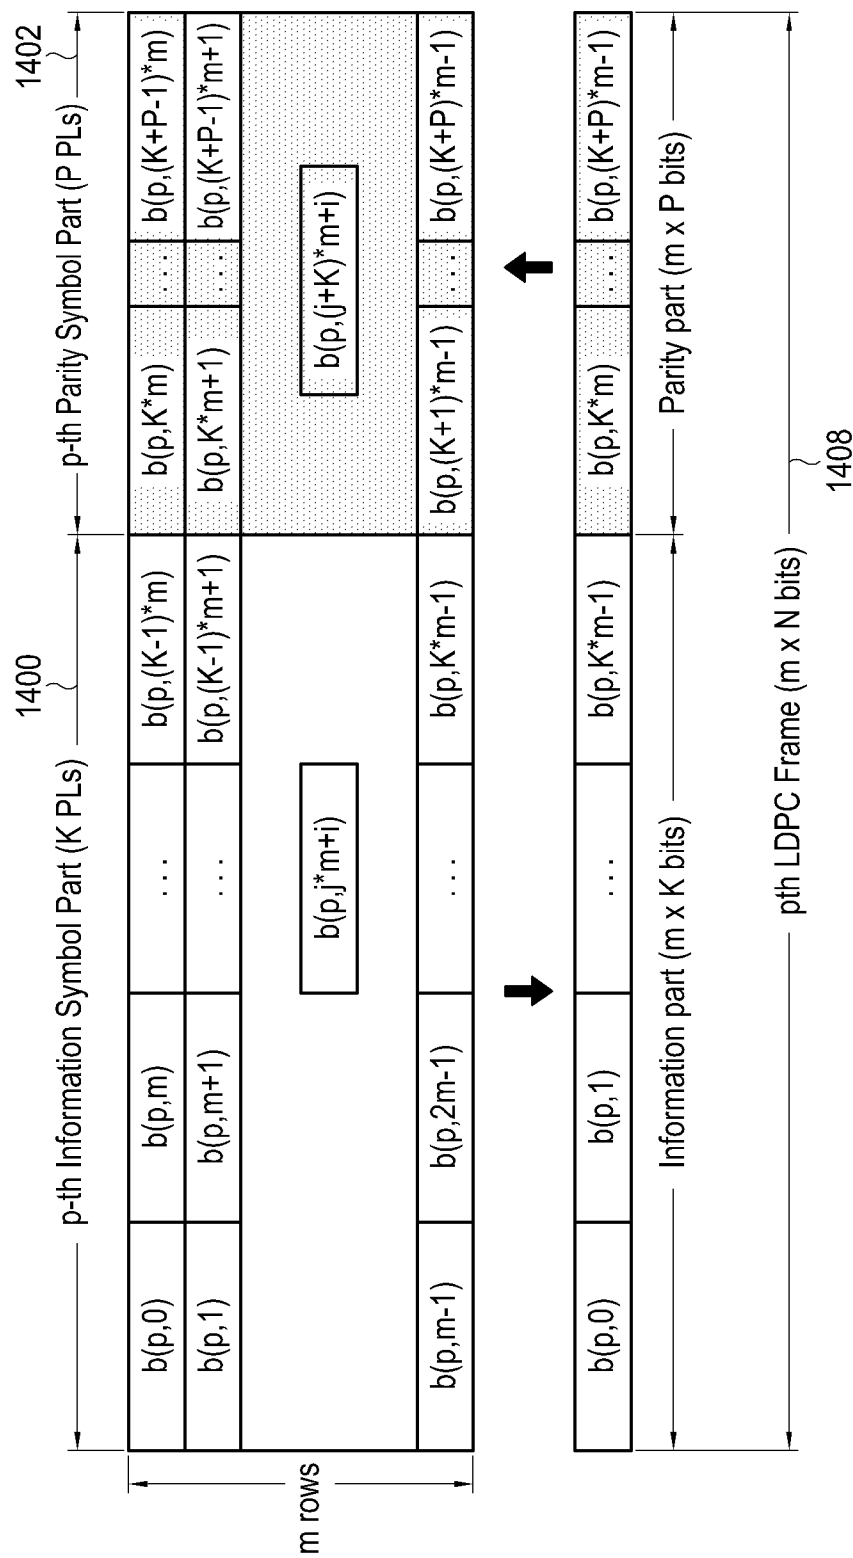 1400
1402
p-th Information Symbol Part (K PLs)
p-th Parity Symbol Part (P PLs)
b(p,0)
b(p,m)
. . .
b(p,(K-1)*m)
b(p,K*m)
. . .
b(p,(K+P-1)*m)
b(p,1)
b(p,m+1)
. . .
b(p,(K-1)*m+1)
b(p,K*m+1)
. . .
b(p,(K+P-1)*m+1)
m rows
b(p,j*m+i)
b(p,(j+K)*m+i)
b(p,m-1)
b(p,2m-1)
. . .
b(p,K*m-1)
b(p,(K+1)*m-1)
. . .
b(p,(K+P)*m-1)
b(p,0)
b(p,1)
. . .
b(p,K*m-1)
b(p,K*m)
. . .
b(p,(K+P)*m-1)
Information part (m x K bits)
Parity part (m x P bits)
pth LDPC Frame (m x N bits)
1408